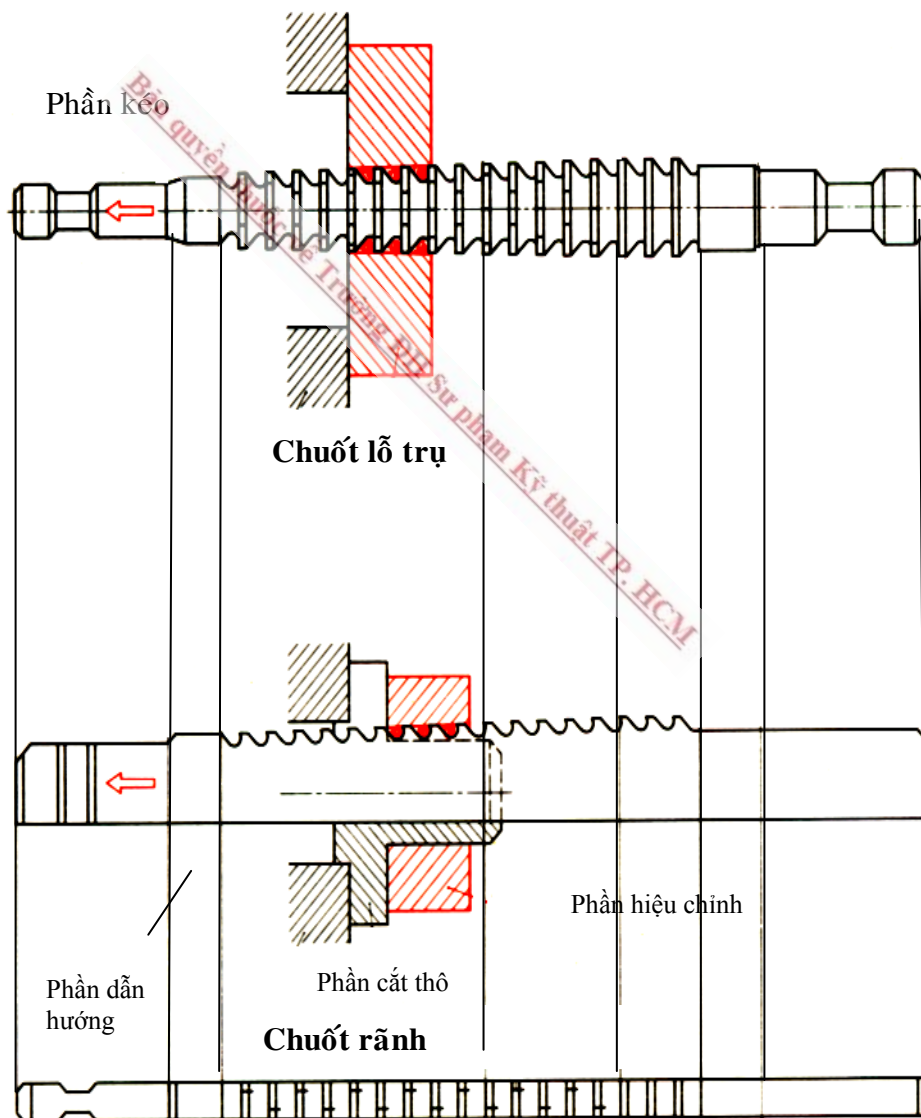 Phần kéo
Bản quyền thuộc về Trường ĐH Sư phạm Kỹ thuật TP. HCM
Chuốt lỗ trụ
Phần hiệu chỉnh
Phần cắt thô
Phần dẫn
hướng
Chuốt rãnh